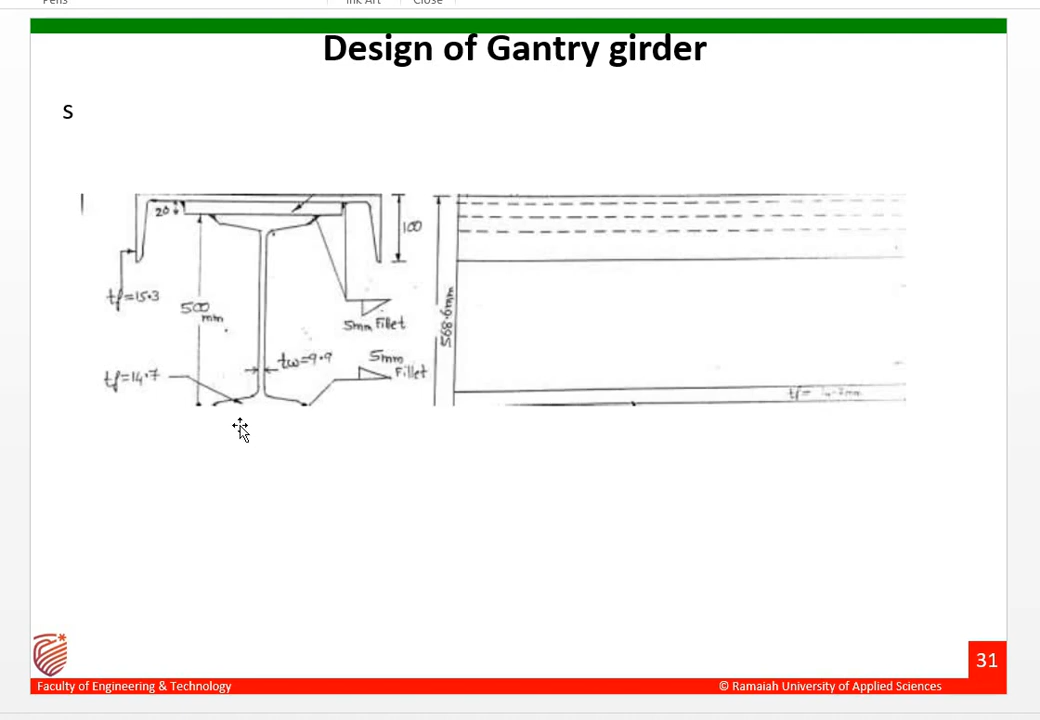 Pens Ink Art Close
Design of Gantry girder
s
20
100
tf=15.3
500
mm
5mm Fillet
568.6mm
tw=9.9
5mm
Fillet
tf=14.7
tf=
31
Faculty of Engineering & Technology
© Ramaiah University of Applied Sciences